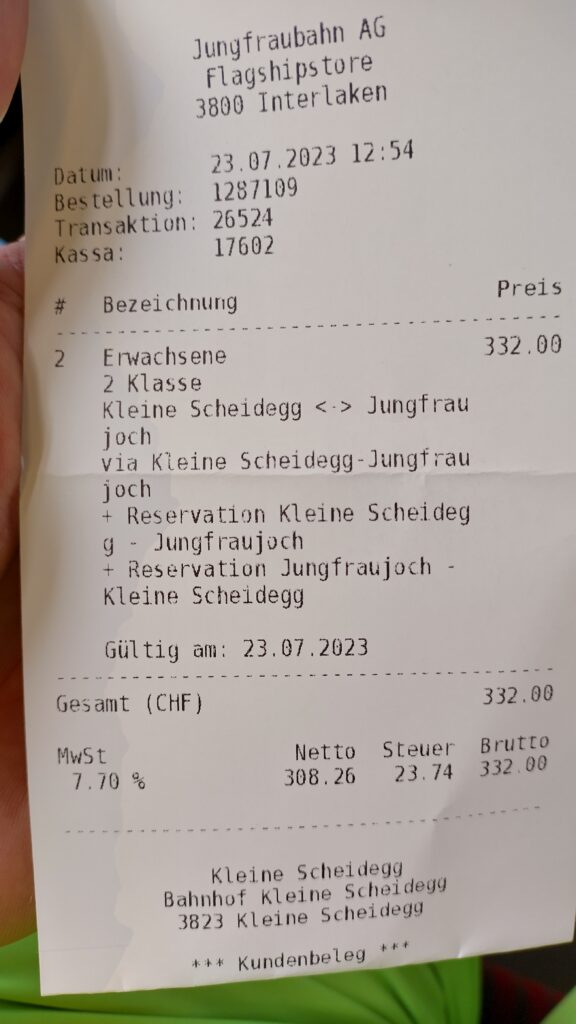 Jungfraubahn AG
Flagshipstore
3800 Interlaken
Datum: 23.07.2023 12:54
Bestellung: 1287109
Transaktion: 26524
Kassa: 17602
# Bezeichnung Preis
2 Erwachsene 332.00
2 Klasse
Kleine Scheidegg <-> Jungfrau
joch
via Kleine Scheidegg-Jungfrau
joch
+ Reservation Kleine Scheideg
g - Jungfraujoch
+ Reservation Jungfraujoch -
Kleine Scheidegg
Gültig am: 23.07.2023
Gesamt (CHF) 332.00
MwSt Netto Steuer Brutto
7.70 % 308.26 23.74 332.00
Kleine Scheidegg
Bahnhof Kleine Scheidegg
3823 Kleine Scheidegg
*** Kundenbeleg ***